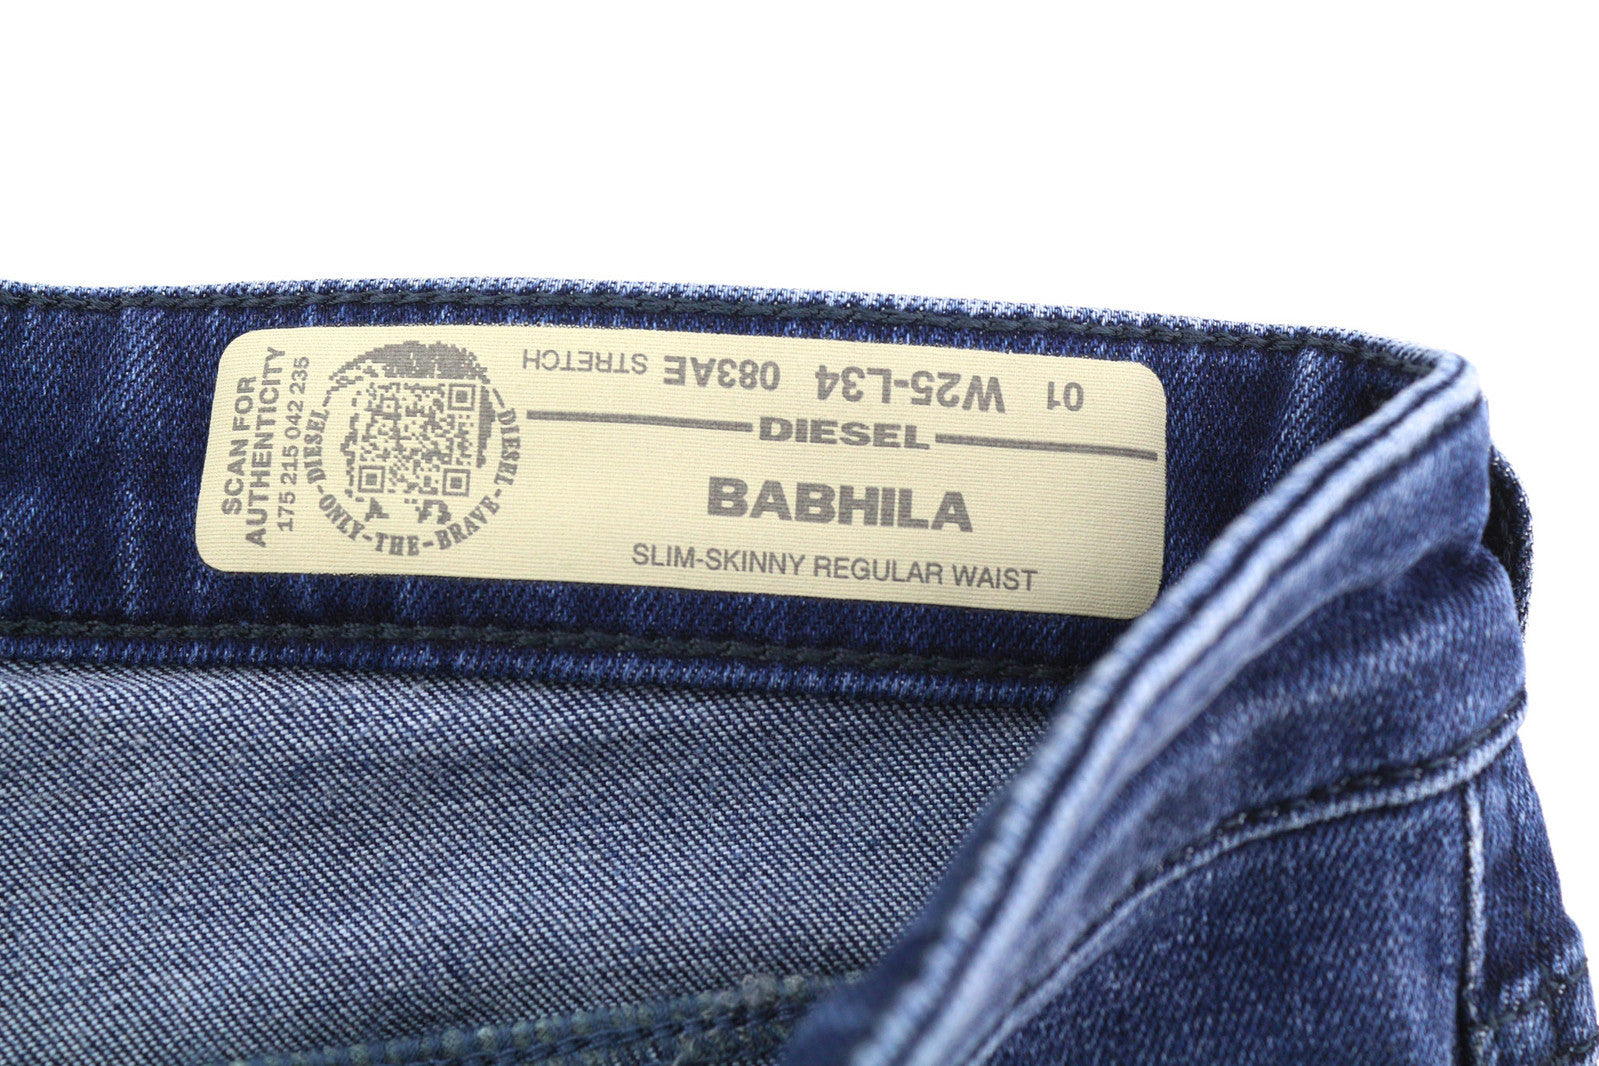 SCAN FOR
AUTHENTICITY
175 215 042 235
DIESEL-ONLY-THE-BRAVE-DIESEL
01 W25-L34 083AE STRETCH
DIESEL
BABHILA
SLIM-SKINNY REGULAR WAIST